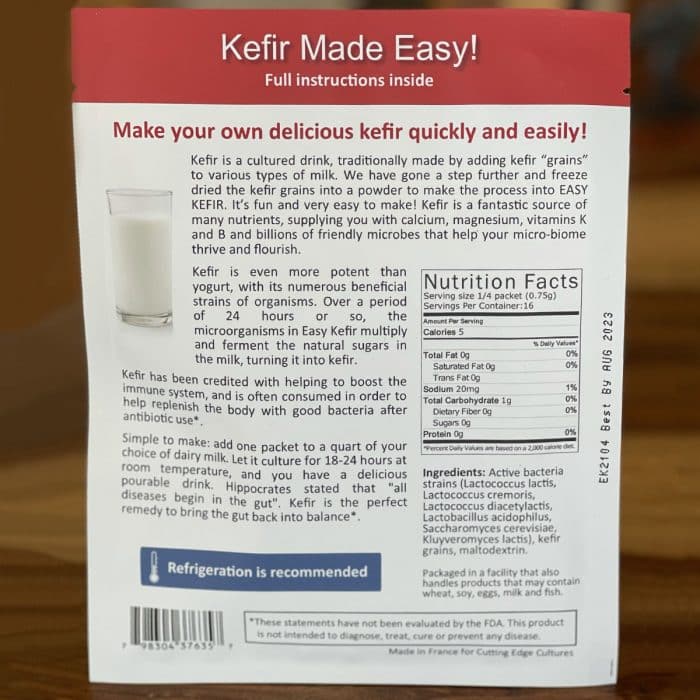 Kefir Made Easy!
Full instructions inside
Make your own delicious kefir quickly and easily!
Kefir is a cultured drink, traditionally made by adding kefir “grains”
to various types of milk. We have gone a step further and freeze
dried the kefir grains into a powder to make the process into EASY
KEFIR. It’s fun and very easy to make! Kefir is a fantastic source of
many nutrients, supplying you with calcium, magnesium, vitamins K
and B and billions of friendly microbes that help your micro-biome
thrive and flourish.
Kefir is even more potent than
yogurt, with its numerous beneficial
strains of organisms. Over a period
of 24 hours or so, the
microorganisms in Easy Kefir multiply
and ferment the natural sugars in
the milk, turning it into kefir.
Kefir has been credited with helping to boost the
immune system, and is often consumed in order to
help replenish the body with good bacteria after
antibiotic use*.
Simple to make: add one packet to a quart of your
choice of dairy milk. Let it culture for 18-24 hours at
room temperature, and you have a delicious
pourable drink. Hippocrates stated that "all
diseases begin in the gut". Kefir is the perfect
remedy to bring the gut back into balance*.
Refrigeration is recommended
Nutrition Facts
Serving size 1/4 packet (0.75g)
Servings Per Container:16
Amount Per Serving
Calories 5
% Daily Values*
Total Fat 0g 0%
Saturated Fat 0g 0%
Trans Fat 0g
Sodium 20mg 1%
Total Carbohydrate 1g 0%
Dietary Fiber 0g 0%
Sugars 0g
Protein 0g 0%
*Percent Daily Values are based on a 2,000 calorie diet.
Ingredients: Active bacteria
strains (Lactococcus lactis,
Lactococcus cremoris,
Lactococcus diacetylactis,
Lactobacillus acidophilus,
Saccharomyces cerevisiae,
Kluyveromyces lactis), kefir
grains, maltodextrin.
Packaged in a facility that also
handles products that may contain
wheat, soy, eggs, milk and fish.
EK2104 Best By AUG 2023
7 98304 37635 7
*These statements have not been evaluated by the FDA. This product
is not intended to diagnose, treat, cure or prevent any disease.
Made in France for Cutting Edge Cultures